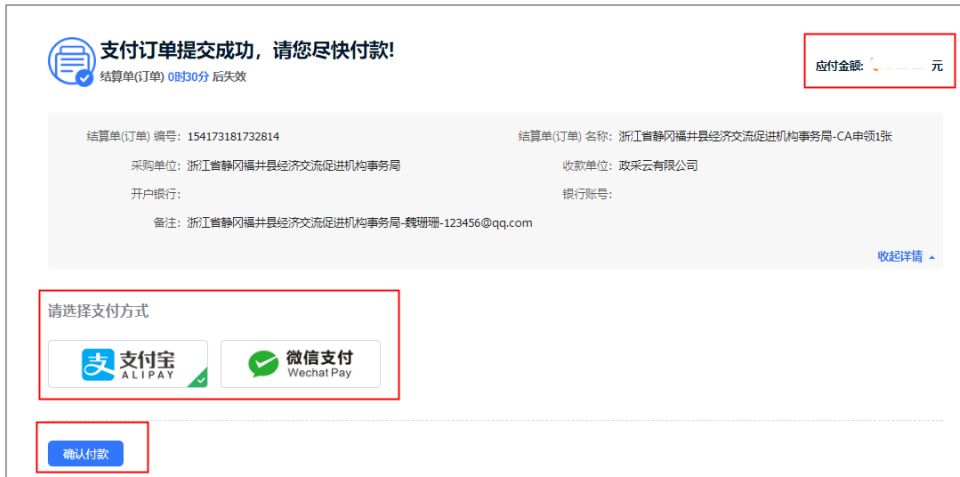 支付订单提交成功，请您尽快付款!
结算单(订单) 0时30分 后失效
应付金额: 元
结算单(订单) 编号: 154173181732814
结算单(订单) 名称: 浙江省静冈福井县经济交流促进机构事务局-CA申领1张
采购单位: 浙江省静冈福井县经济交流促进机构事务局
收款单位: 政采云有限公司
开户银行:
银行账号:
备注: 浙江省静冈福井县经济交流促进机构事务局-魏珊珊-123456@qq.com
收起详情
请选择支付方式
支 支付宝
ALIPAY
微信支付
Wechat Pay
确认付款